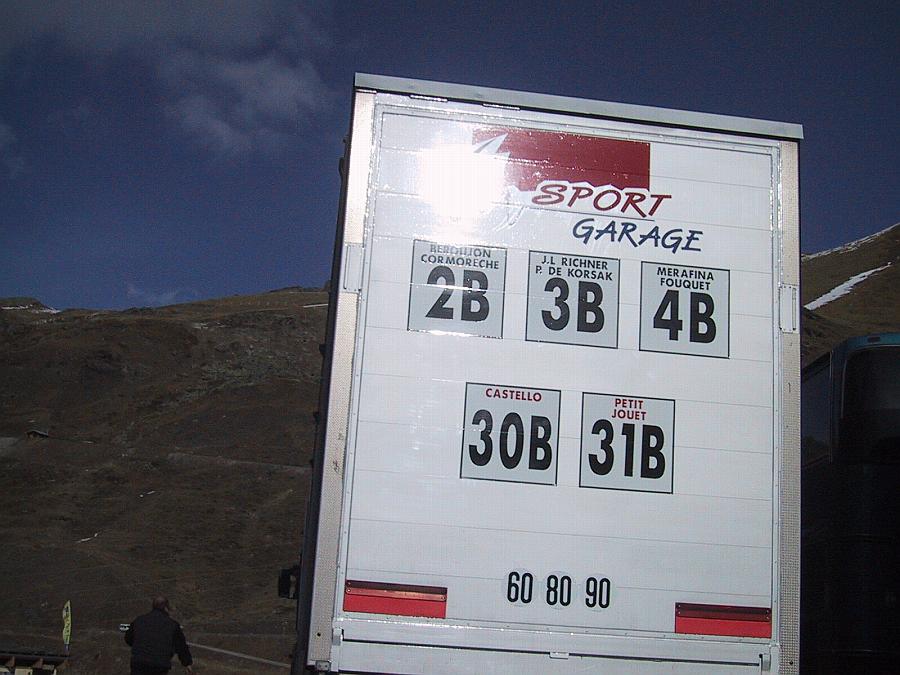 SPORT
GARAGE
BEROUJON
CORMORECHE
2B
J.L RICHNER
P. DE KORSAK
3B
MERAFINA
FOUQUET
4B
CASTELLO
30B
PETIT
JOUET
31B
60 80 90